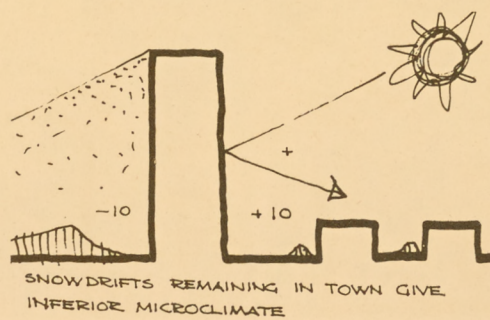 +
-10
+10
SNOWDRIFTS REMAINING IN TOWN GIVE
INFERIOR MICROCLIMATE